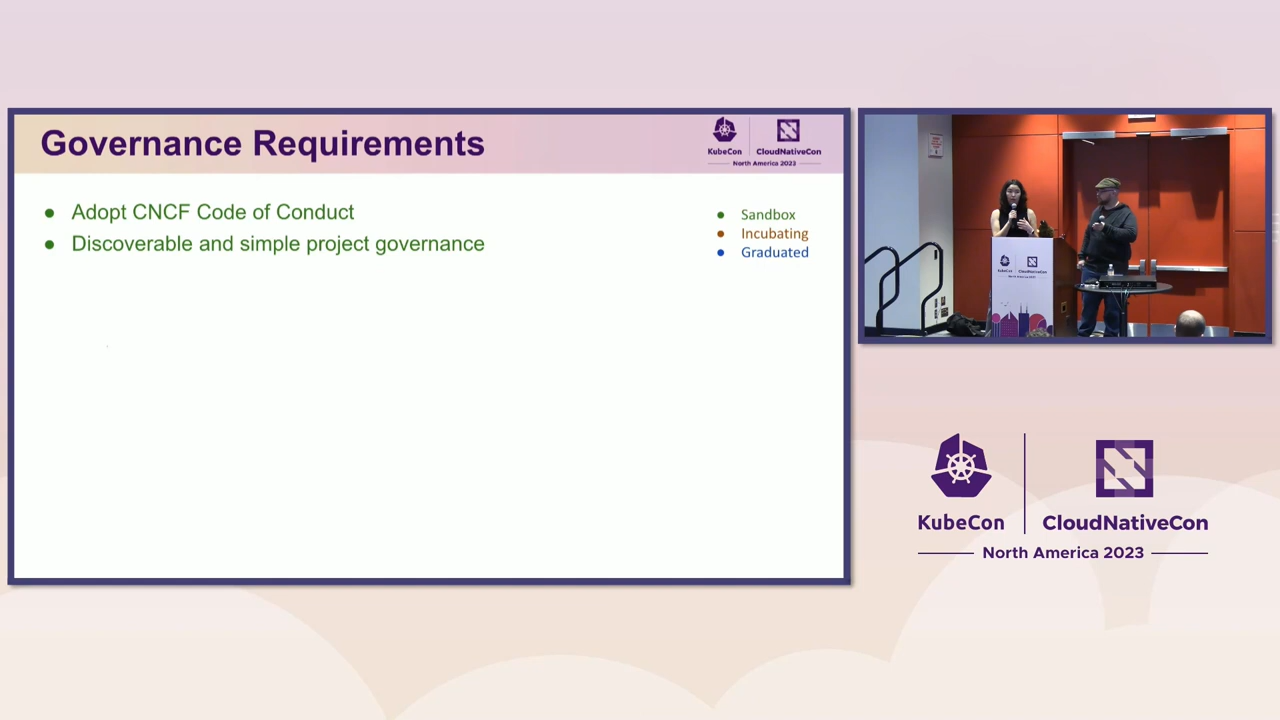 Governance Requirements
KubeCon
CloudNativeCon
North America 2023
Adopt CNCF Code of Conduct
Discoverable and simple project governance
Sandbox
Incubating
Graduated
KubeCon
CloudNativeCon
North America 2023